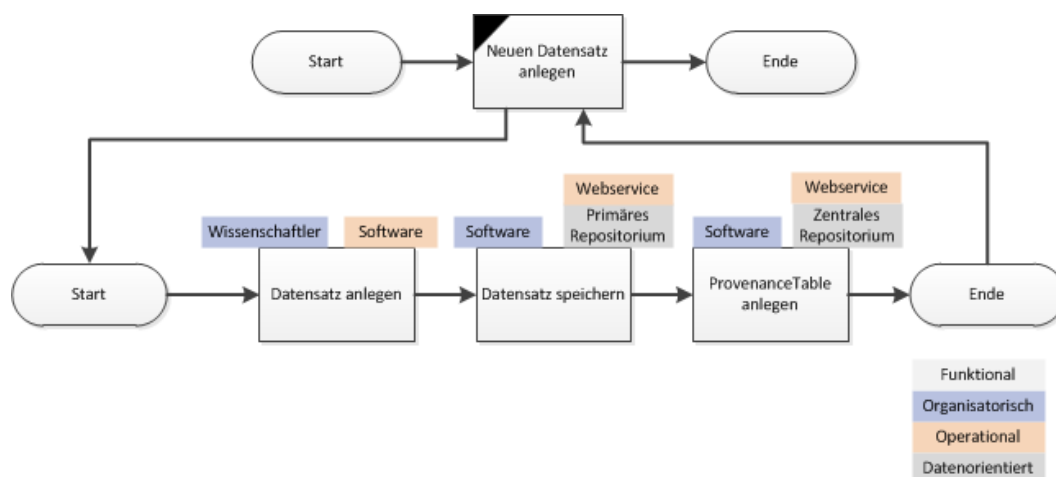 Start
Neuen Datensatz
anlegen
Ende
Wissenschaftler
Software
Software
Webservice
Primäres
Repositorium
Software
Webservice
Zentrales
Repositorium
Start
Datensatz anlegen
Datensatz speichern
ProvenanceTable
anlegen
Ende
Funktional
Organisatorisch
Operational
Datenorientiert